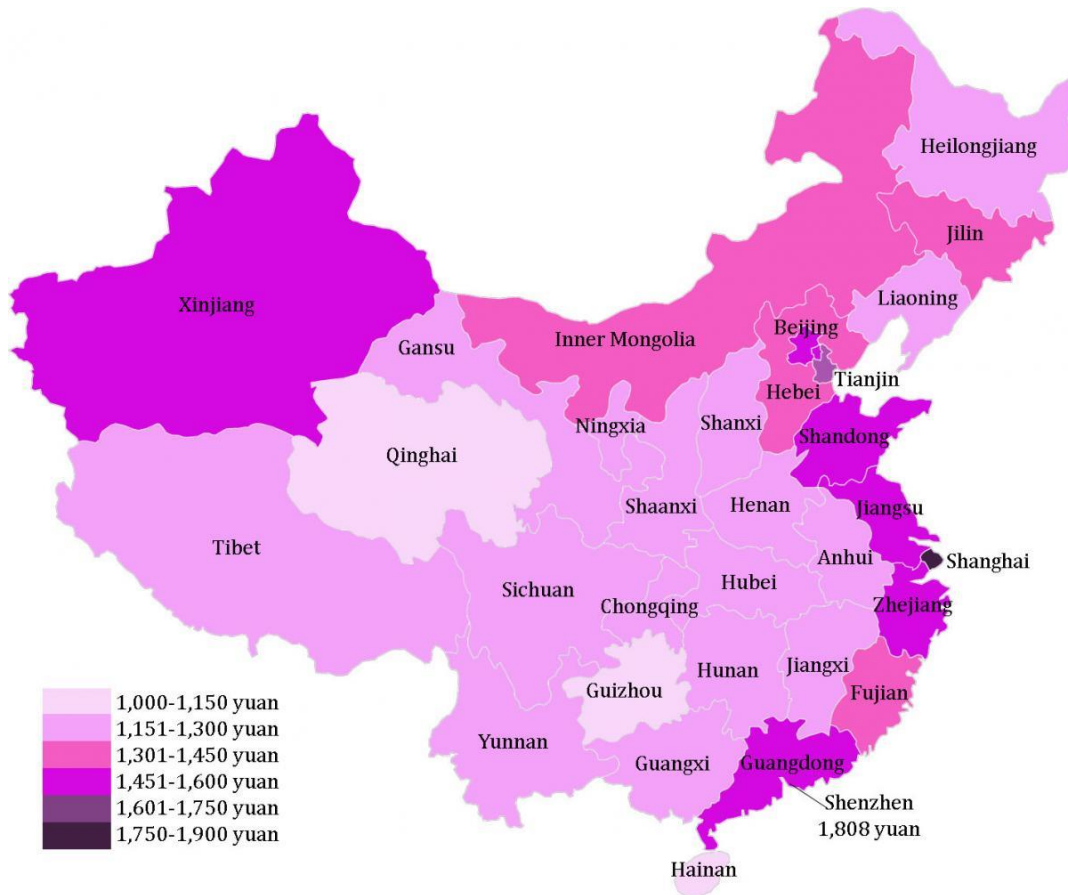 Heilongjiang
Jilin
Liaoning
Xinjiang
Inner Mongolia
Beijing
Gansu
Tianjin
Hebei
Ningxia
Shanxi
Shandong
Qinghai
Shaanxi
Henan
Jiangsu
Tibet
Anhui
Shanghai
Sichuan
Hubei
Chongqing
Zhejiang
Hunan
Jiangxi
Guizhou
Fujian
Yunnan
Guangxi
Guangdong
Shenzhen
1,808 yuan
Hainan
1,000-1,150 yuan
1,151-1,300 yuan
1,301-1,450 yuan
1,451-1,600 yuan
1,601-1,750 yuan
1,750-1,900 yuan